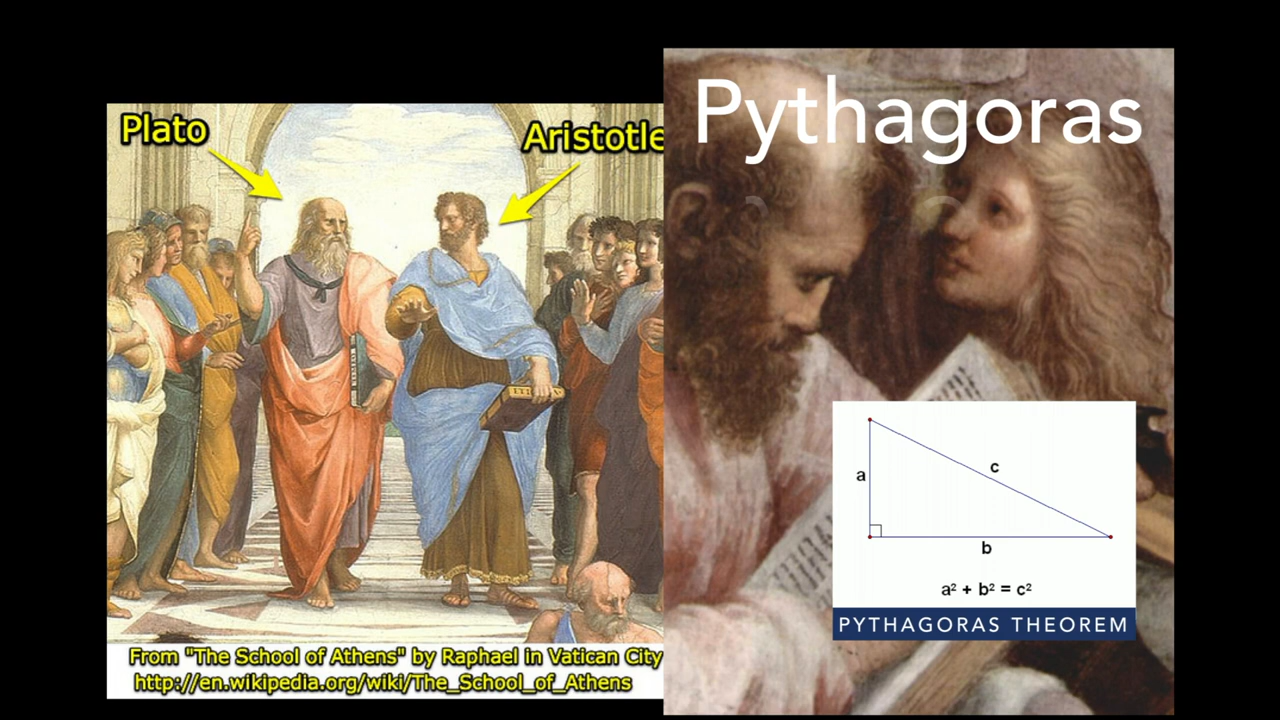 Plato
Aristotle
From "The School of Athens" by Raphael in Vatican City
http://en.wikipedia.org/wiki/The_School_of_Athens
Pythagoras
a
c
b
a² + b² = c²
PYTHAGORAS THEOREM